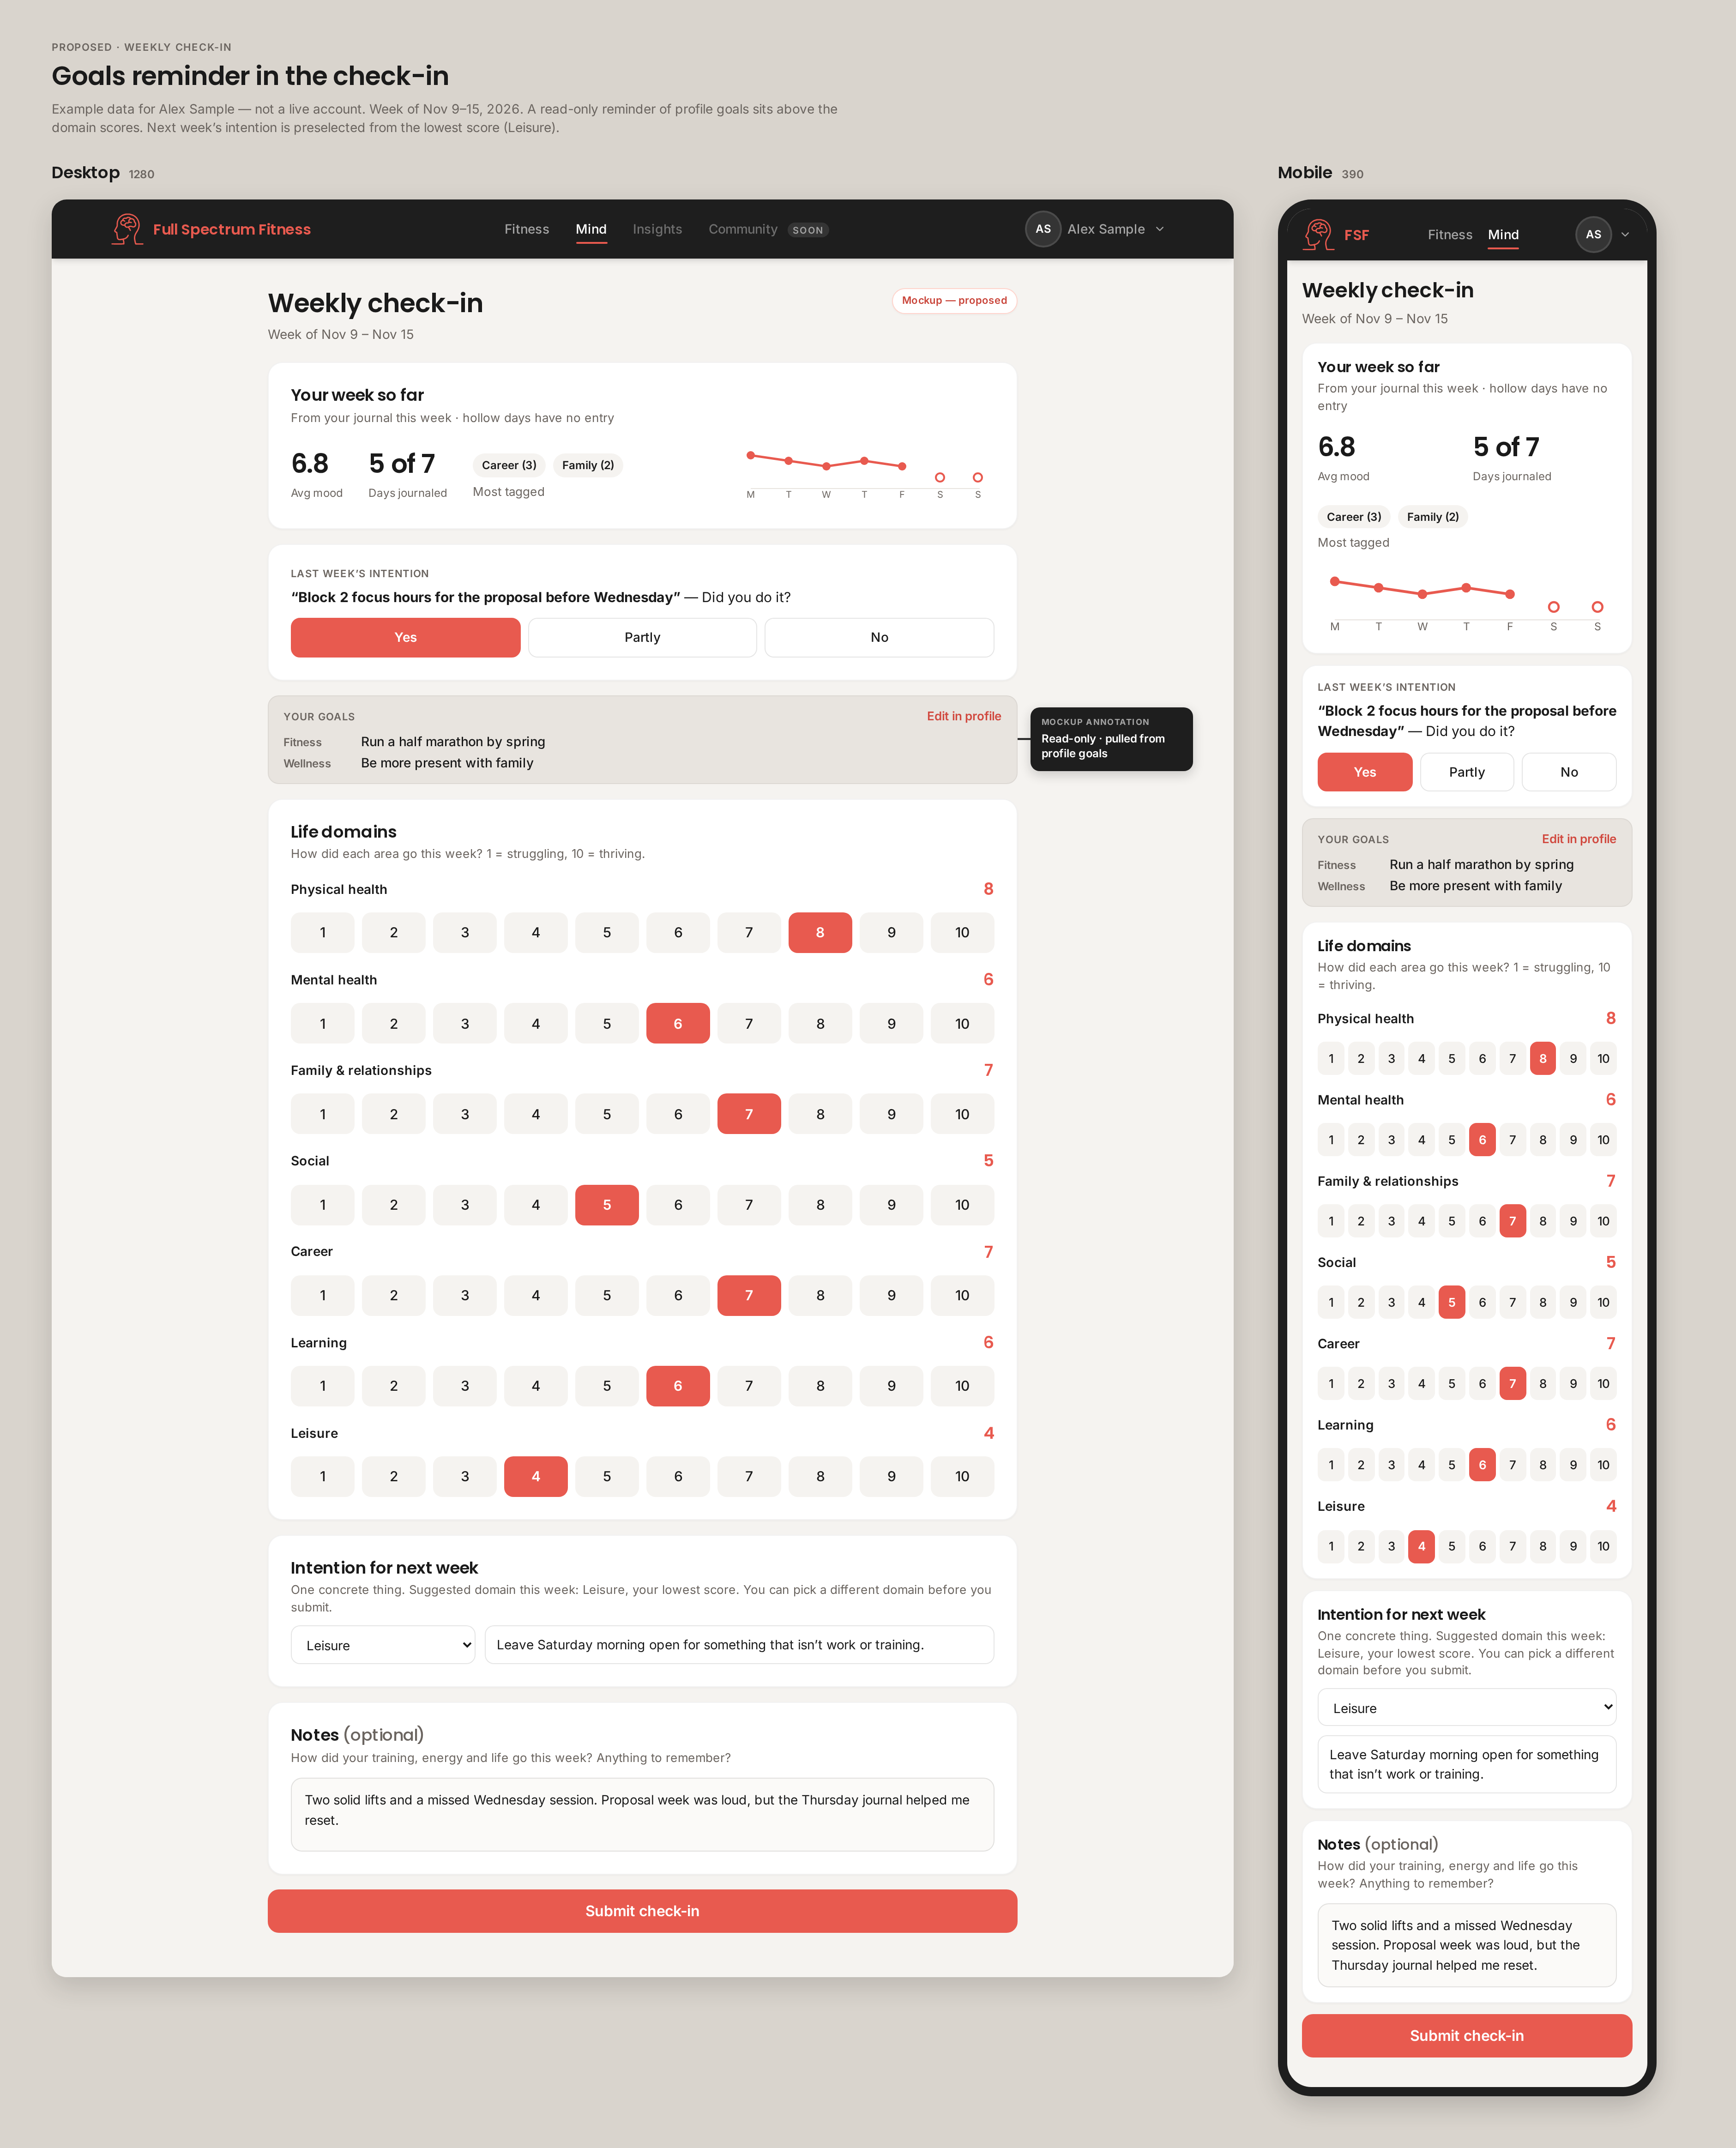 PROPOSED · WEEKLY CHECK-IN
Goals reminder in the check-in
Example data for Alex Sample — not a live account. Week of Nov 9–15, 2026. A read-only reminder of profile goals sits above the
domain scores. Next week’s intention is preselected from the lowest score (Leisure).
Desktop 1280
Full Spectrum Fitness
Fitness Mind Insights Community SOON
AS Alex Sample
Weekly check-in
Mockup — proposed
Week of Nov 9 – Nov 15
Your week so far
From your journal this week · hollow days have no entry
6.8 5 of 7 Career (3) Family (2)
Avg mood Days journaled Most tagged
M T W T F S S
LAST WEEK’S INTENTION
“Block 2 focus hours for the proposal before Wednesday” — Did you do it?
Yes Partly No
YOUR GOALS Edit in profile
Fitness Run a half marathon by spring
Wellness Be more present with family
MOCKUP ANNOTATION
Read-only · pulled from
profile goals
Life domains
How did each area go this week? 1 = struggling, 10 = thriving.
Physical health 8
1 2 3 4 5 6 7 8 9 10
Mental health 6
1 2 3 4 5 6 7 8 9 10
Family & relationships 7
1 2 3 4 5 6 7 8 9 10
Social 5
1 2 3 4 5 6 7 8 9 10
Career 7
1 2 3 4 5 6 7 8 9 10
Learning 6
1 2 3 4 5 6 7 8 9 10
Leisure 4
1 2 3 4 5 6 7 8 9 10
Intention for next week
One concrete thing. Suggested domain this week: Leisure, your lowest score. You can pick a different domain before you
submit.
Leisure Leave Saturday morning open for something that isn’t work or training.
Notes (optional)
How did your training, energy and life go this week? Anything to remember?
Two solid lifts and a missed Wednesday session. Proposal week was loud, but the Thursday journal helped me
reset.
Submit check-in
Mobile 390
FSF Fitness Mind AS
Weekly check-in
Week of Nov 9 – Nov 15
Your week so far
From your journal this week · hollow days have no
entry
6.8 5 of 7
Avg mood Days journaled
Career (3) Family (2)
Most tagged
M T W T F S S
LAST WEEK’S INTENTION
“Block 2 focus hours for the proposal before
Wednesday” — Did you do it?
Yes Partly No
YOUR GOALS Edit in profile
Fitness Run a half marathon by spring
Wellness Be more present with family
Life domains
How did each area go this week? 1 = struggling, 10
= thriving.
Physical health 8
1 2 3 4 5 6 7 8 9 10
Mental health 6
1 2 3 4 5 6 7 8 9 10
Family & relationships 7
1 2 3 4 5 6 7 8 9 10
Social 5
1 2 3 4 5 6 7 8 9 10
Career 7
1 2 3 4 5 6 7 8 9 10
Learning 6
1 2 3 4 5 6 7 8 9 10
Leisure 4
1 2 3 4 5 6 7 8 9 10
Intention for next week
One concrete thing. Suggested domain this week:
Leisure, your lowest score. You can pick a different
domain before you submit.
Leisure
Leave Saturday morning open for something
that isn’t work or training.
Notes (optional)
How did your training, energy and life go this
week? Anything to remember?
Two solid lifts and a missed Wednesday
session. Proposal week was loud, but the
Thursday journal helped me reset.
Submit check-in